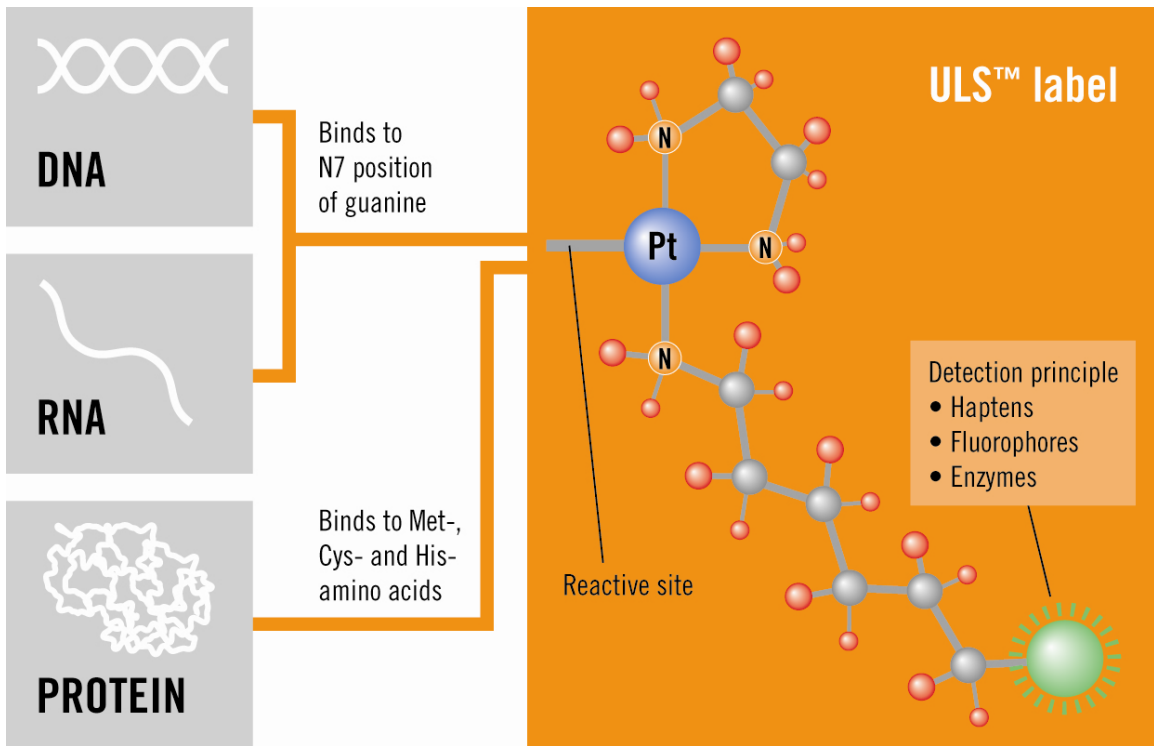 DNA
RNA
PROTEIN
Binds to
N7 position
of guanine
Binds to Met-,
Cys- and His-
amino acids
ULS™ label
N
Pt
N
N
Reactive site
Detection principle
• Haptens
• Fluorophores
• Enzymes